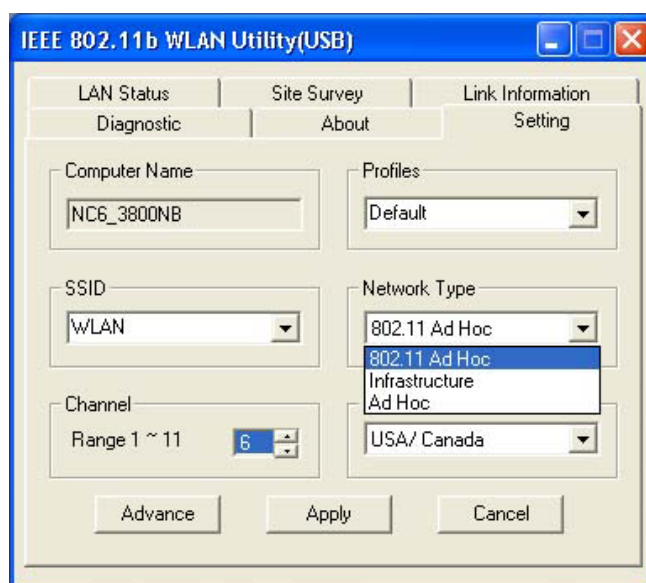 IEEE 802.11b WLAN Utility(USB)
LAN Status
Site Survey
Link Information
Diagnostic
About
Setting
Computer Name
NC6_3800NB
Profiles
Default
SSID
WLAN
Network Type
802.11 Ad Hoc
802.11 Ad Hoc
Infrastructure
Ad Hoc
Channel
Range 1 ~ 11
6
USA/ Canada
Advance
Apply
Cancel